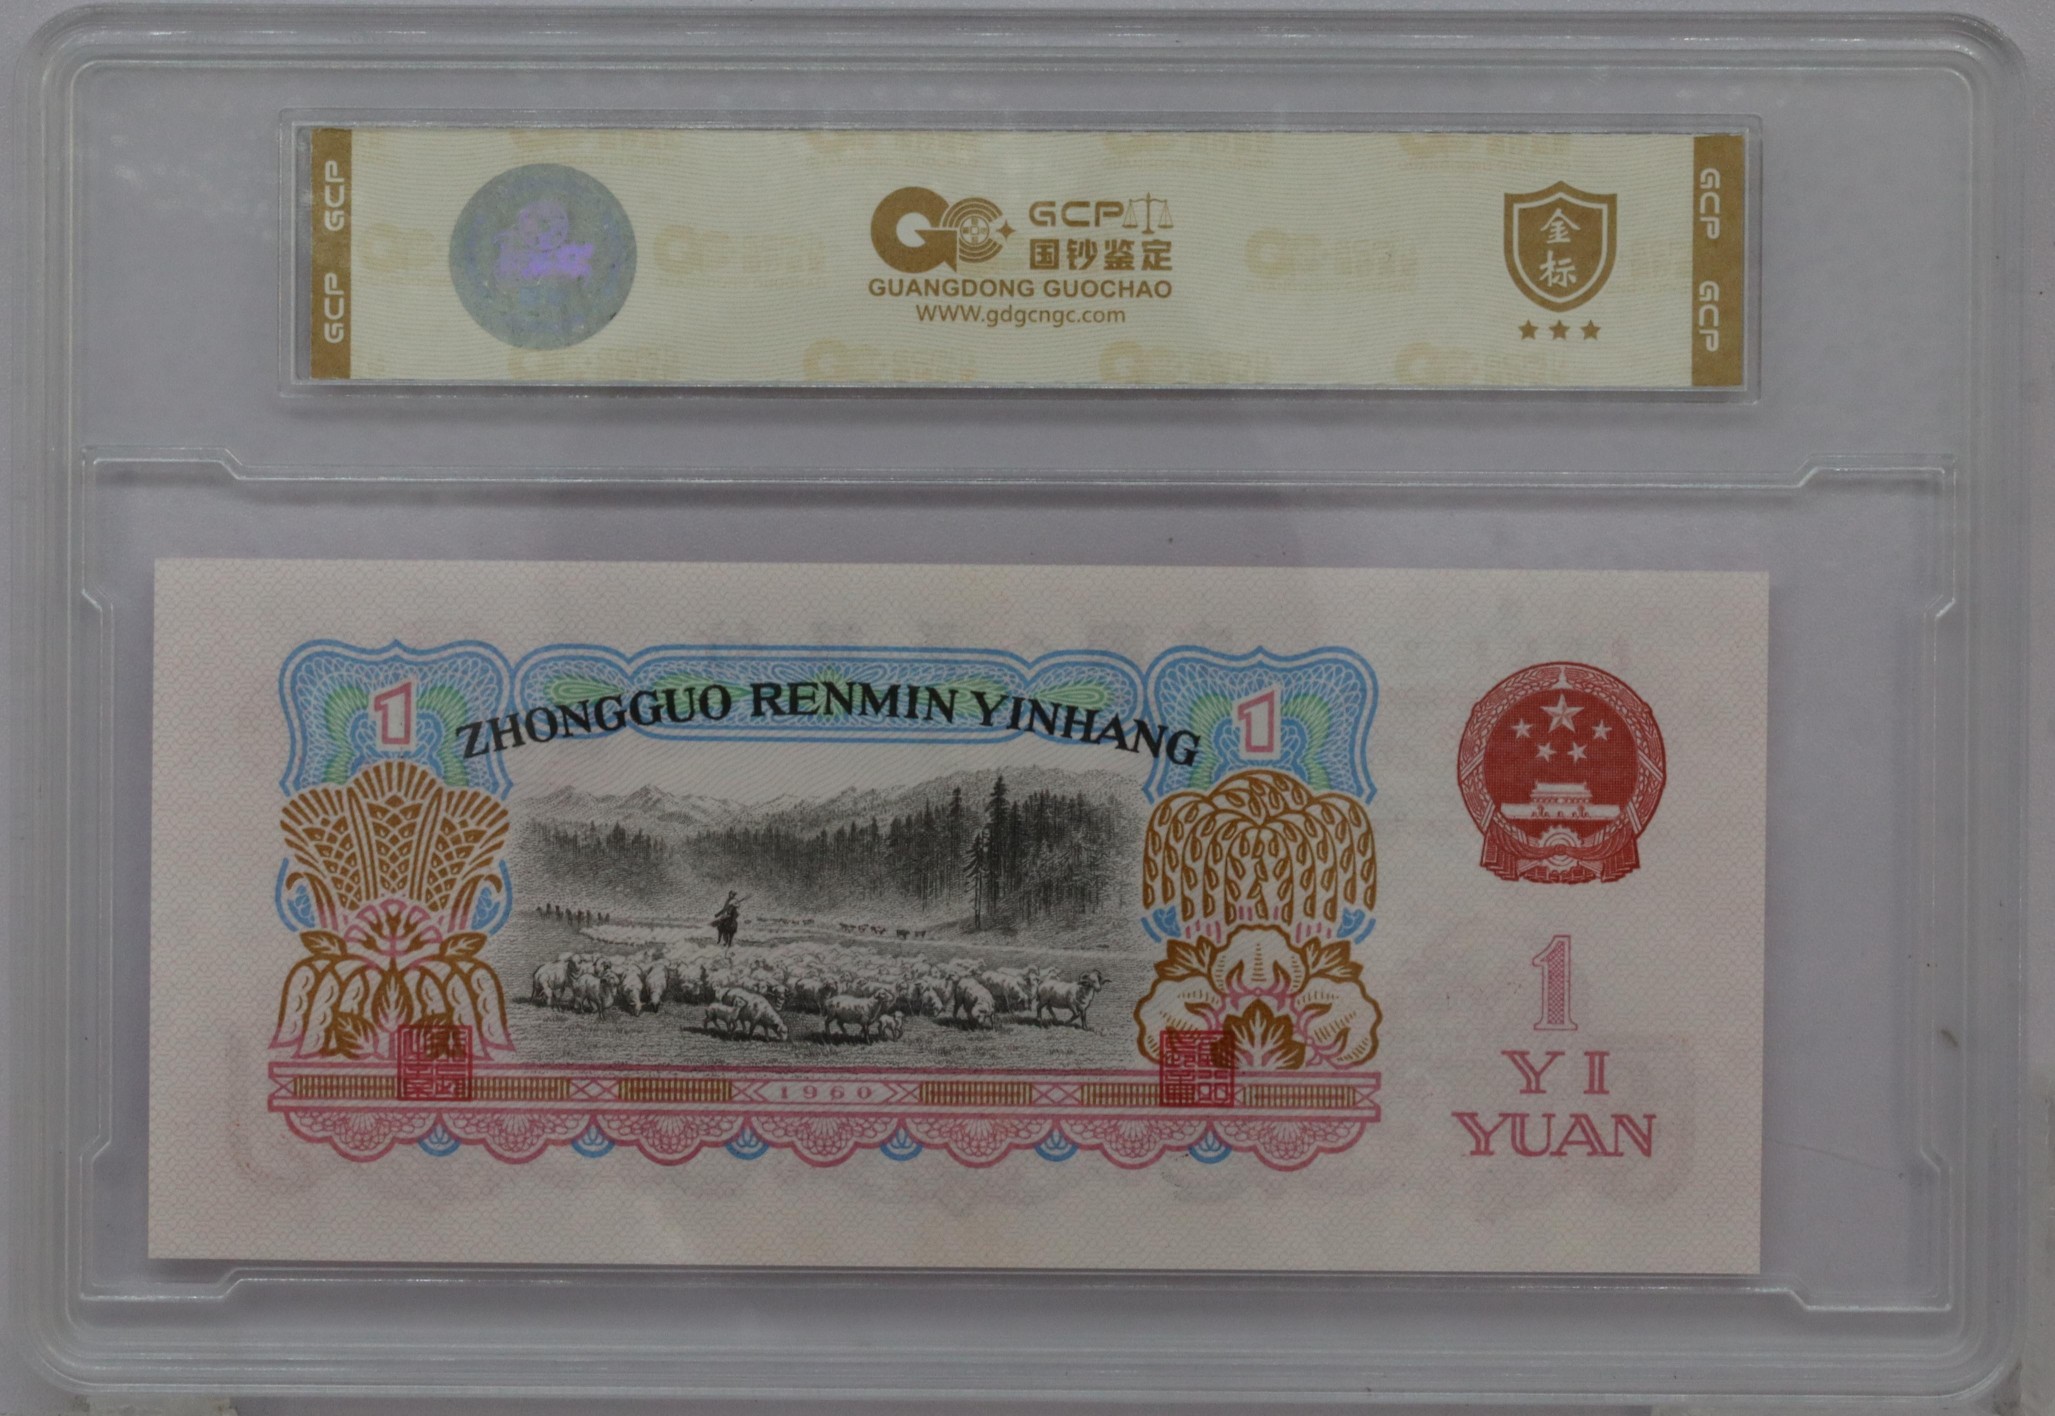 GCP GCP
GCP
国钞鉴定
GUANGDONG GUOCHAO
WWW.gdgcngc.com
金标
GCP GCP
1
ZHONGGUO RENMIN YINHANG
1
1960
1
YI
YUAN